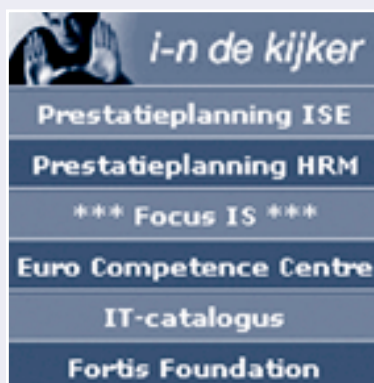 i-n de kijker
Prestatieplanning ISE
Prestatieplanning HRM
*** Focus IS ***
Euro Competence Centre
IT-catalogus
Fortis Foundation